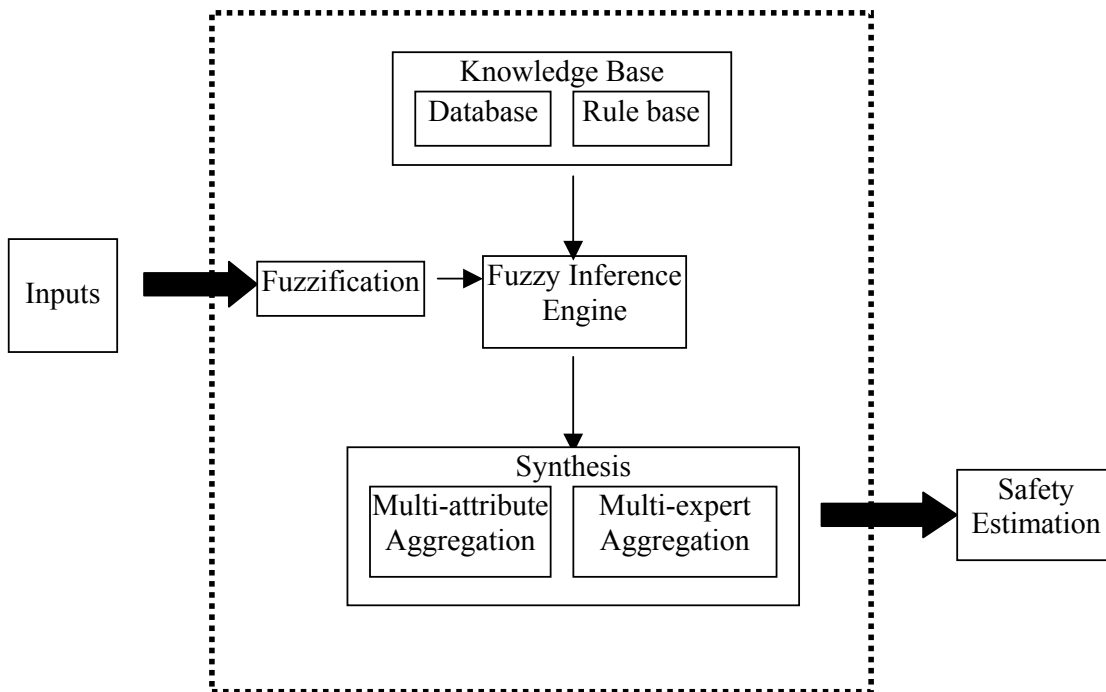 Knowledge Base
Database
Rule base
Inputs
Fuzzification
Fuzzy Inference
Engine
Synthesis
Multi-attribute
Aggregation
Multi-expert
Aggregation
Safety
Estimation